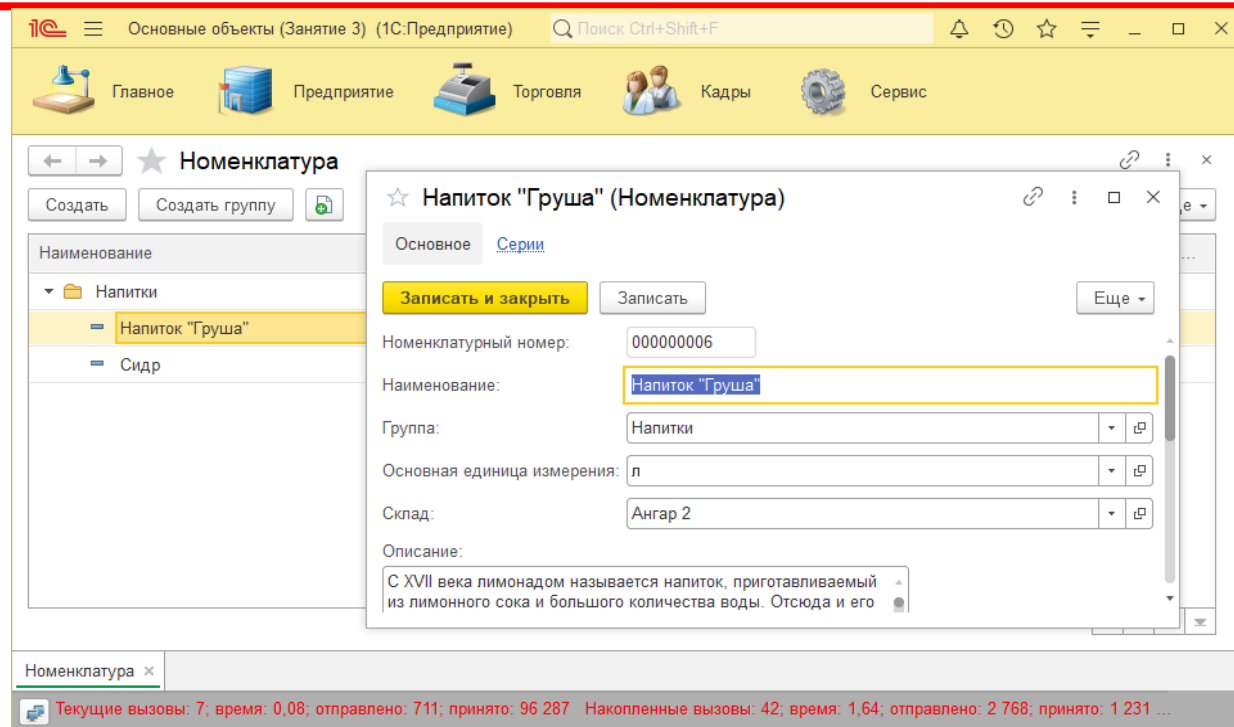 1С Основные объекты (Занятие 3) (1С:Предприятие) Поиск Ctrl+Shift+F
Главное Предприятие Торговля Кадры Сервис
Номенклатура
Создать Создать группу
Наименование
Напитки
Напиток "Груша"
Сидр
Напиток "Груша" (Номенклатура)
Основное Серии
Записать и закрыть Записать Еще
Номенклатурный номер: 000000006
Наименование: Напиток "Груша"
Группа: Напитки
Основная единица измерения: л
Склад: Ангар 2
Описание:
С XVII века лимонадом называется напиток, приготавливаемый
из лимонного сока и большого количества воды. Отсюда и его
Номенклатура
Текущие вызовы: 7; время: 0,08; отправлено: 711; принято: 96 287 Накопленные вызовы: 42; время: 1,64; отправлено: 2 768; принято: 1 231 ...